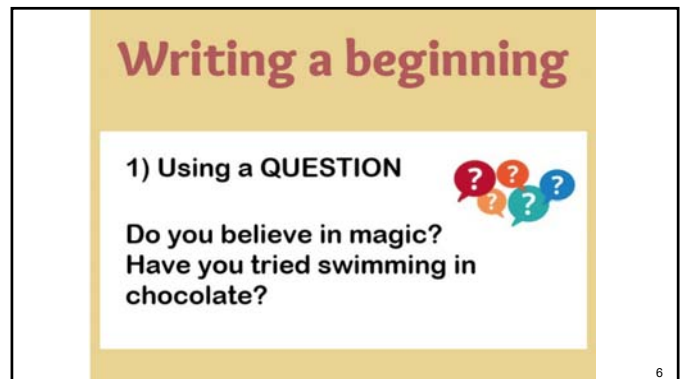 Writing a beginning
1) Using a QUESTION
? ? ? ? ?
Do you believe in magic?
Have you tried swimming in
chocolate?
6